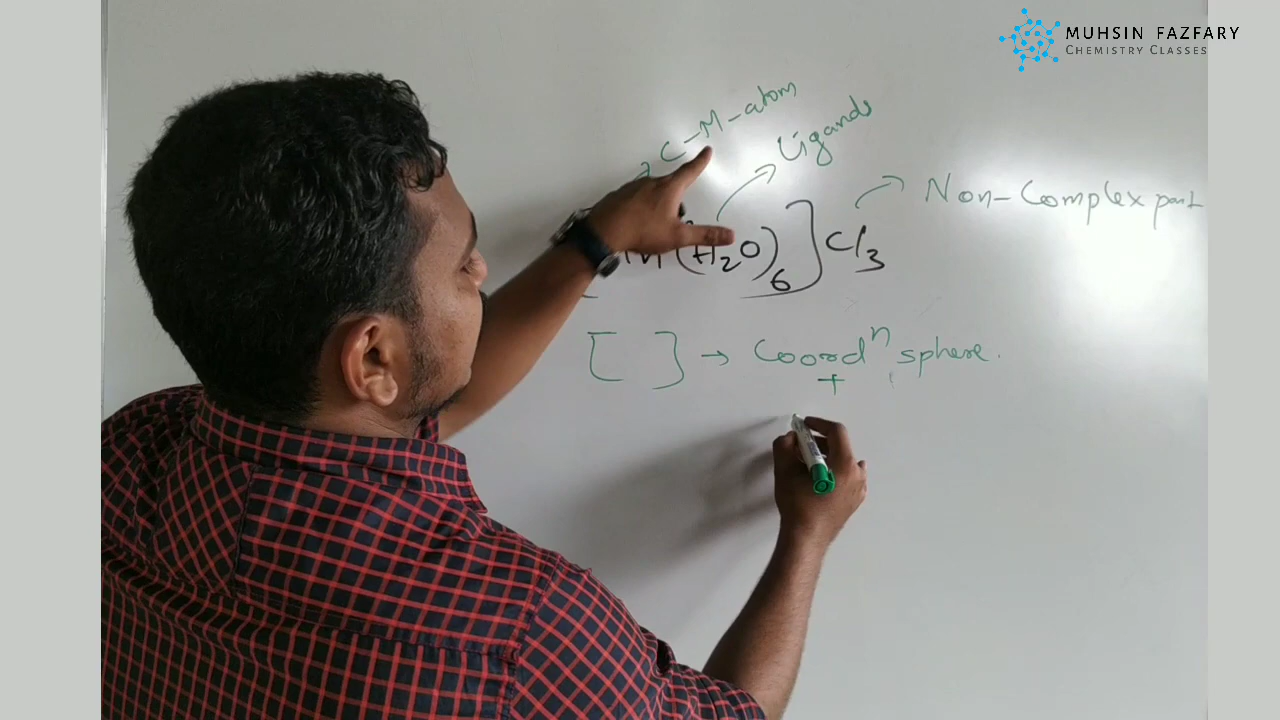 MUHSIN FAZFARY
CHEMISTRY CLASSES
C-M-atom
Ligands
Non-Complex part
(H₂O)₆]Cl₃
[ ] → Coordⁿ sphere.
+